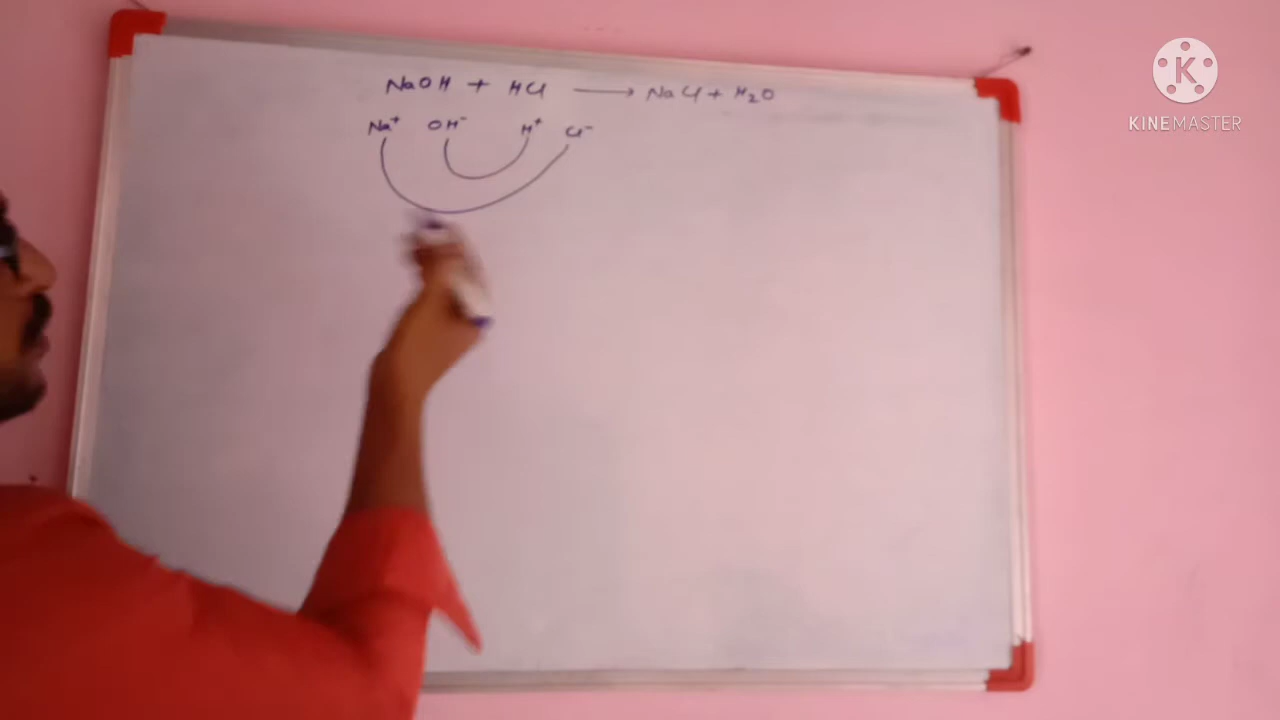 NaOH + HCl ⟶ NaCl + H₂O
Na⁺ OH⁻ H⁺ Cl⁻
K
KINEMASTER